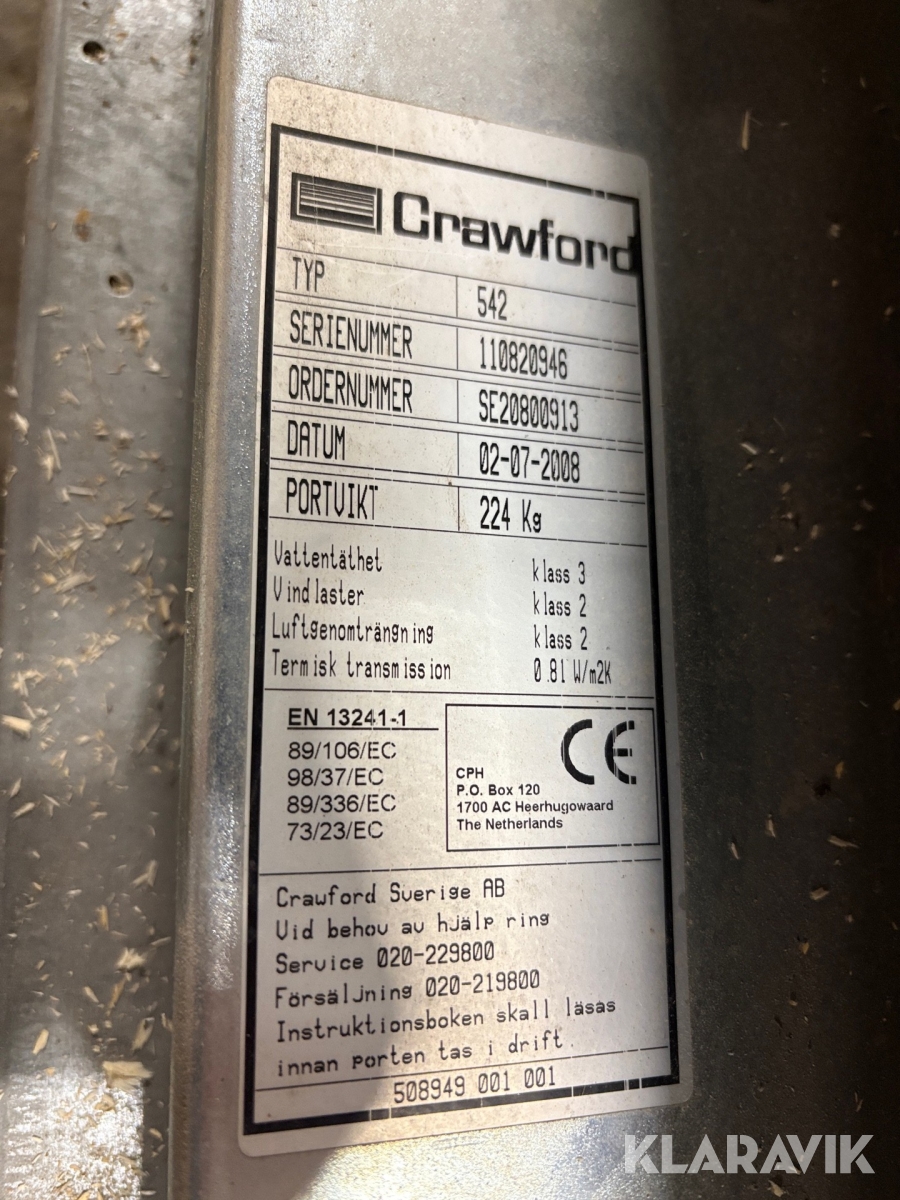 Crawford
TYP 542
SERIENUMMER 110820946
ORDERNUMMER SE20800913
DATUM 02-07-2008
PORTVIKT 224 Kg
Vattentäthet klass 3
Vindlaster klass 2
Luftgenomträngning klass 2
Termisk transmission 0.81 W/m2K
EN 13241-1
89/106/EC
98/37/EC
89/336/EC
73/23/EC
CE
CPH
P.O. Box 120
1700 AC Heerhugowaard
The Netherlands
Crawford Sverige AB
Vid behov av hjälp ring
Service 020-229800
Försäljning 020-219800
Instruktionsboken skall läsas
innan porten tas i drift.
508949 001 001
KLARAVIK